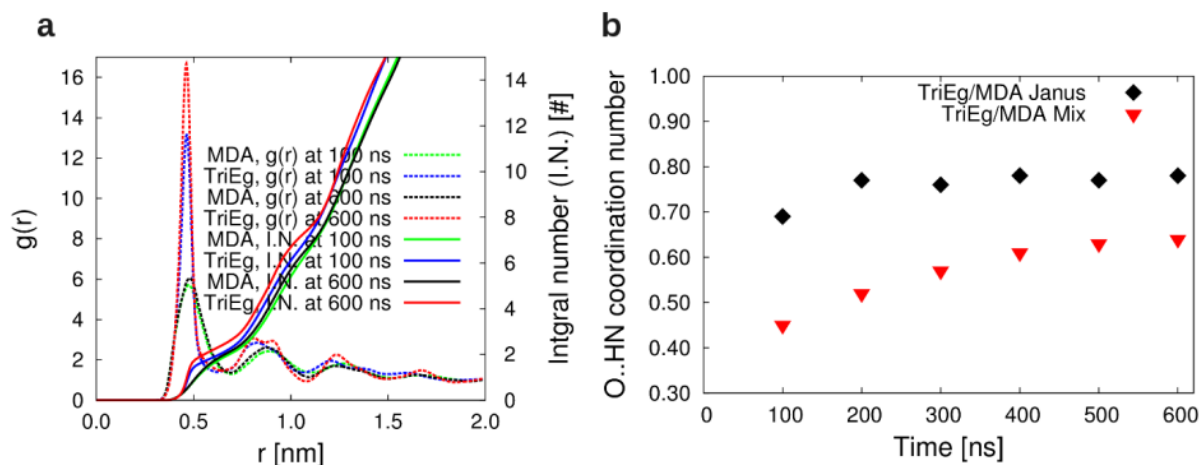 a
b
16
14
12
10
8
6
4
2
0
g(r)
0.0
0.5
1.0
1.5
2.0
r [nm]
14
12
10
8
6
4
2
0
Intgral number (I.N.) [#]
MDA, g(r) at 100 ns
TriEg, g(r) at 100 ns
MDA, g(r) at 600 ns
TriEg, g(r) at 600 ns
MDA, I.N. at 100 ns
TriEg, I.N. at 100 ns
MDA, I.N. at 600 ns
TriEg, I.N. at 600 ns
O..HN coordination number
1.00
0.90
0.80
0.70
0.60
0.50
0.40
0.30
TriEg/MDA Janus
TriEg/MDA Mix
0
100
200
300
400
500
600
Time [ns]